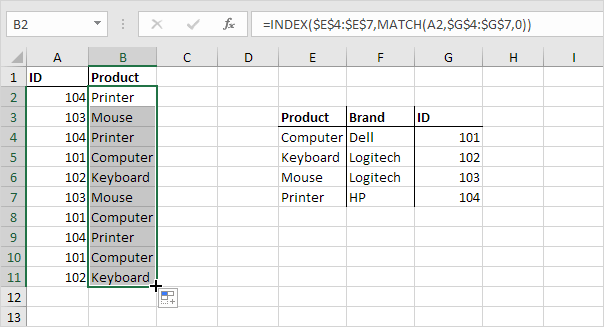 B2 fx =INDEX($E$4:$E$7,MATCH(A2,$G$4:$G$7,0))
A B C D E F G H I
1 ID Product
2 104 Printer
3 103 Mouse Product Brand ID
4 104 Printer Computer Dell 101
5 101 Computer Keyboard Logitech 102
6 102 Keyboard Mouse Logitech 103
7 103 Mouse Printer HP 104
8 101 Computer
9 104 Printer
10 101 Computer
11 102 Keyboard
12
13